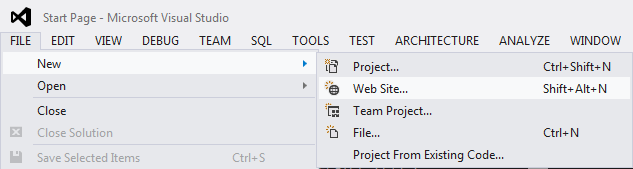 Start Page - Microsoft Visual Studio
FILE EDIT VIEW DEBUG TEAM SQL TOOLS TEST ARCHITECTURE ANALYZE WINDOW
New
Open
Close
Close Solution
Save Selected Items Ctrl+S
Project... Ctrl+Shift+N
Web Site... Shift+Alt+N
Team Project...
File... Ctrl+N
Project From Existing Code...